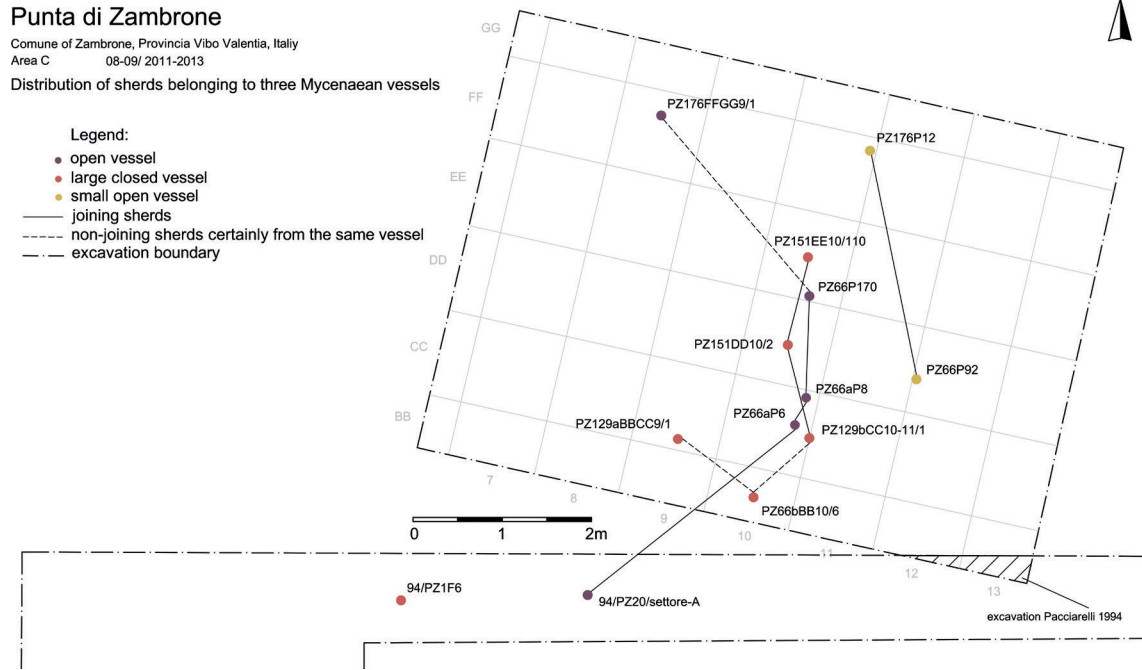 Punta di Zambrone
Comune of Zambrone, Provincia Vibo Valentia, Italiy
Area C 08-09/ 2011-2013
Distribution of sherds belonging to three Mycenaean vessels
Legend:
open vessel
large closed vessel
small open vessel
joining sherds
non-joining sherds certainly from the same vessel
excavation boundary
GG
FF
EE
DD
CC
BB
PZ176FFGG9/1
PZ176P12
PZ151EE10/110
PZ66P170
PZ151DD10/2
PZ66P92
PZ66aP8
PZ66aP6
PZ129aBBCC9/1
PZ129bCC10-11/1
PZ66bBB10/6
7
8
9
10
11
12
13
0 1 2m
94/PZ1F6
94/PZ20/settore-A
excavation Pacciarelli 1994